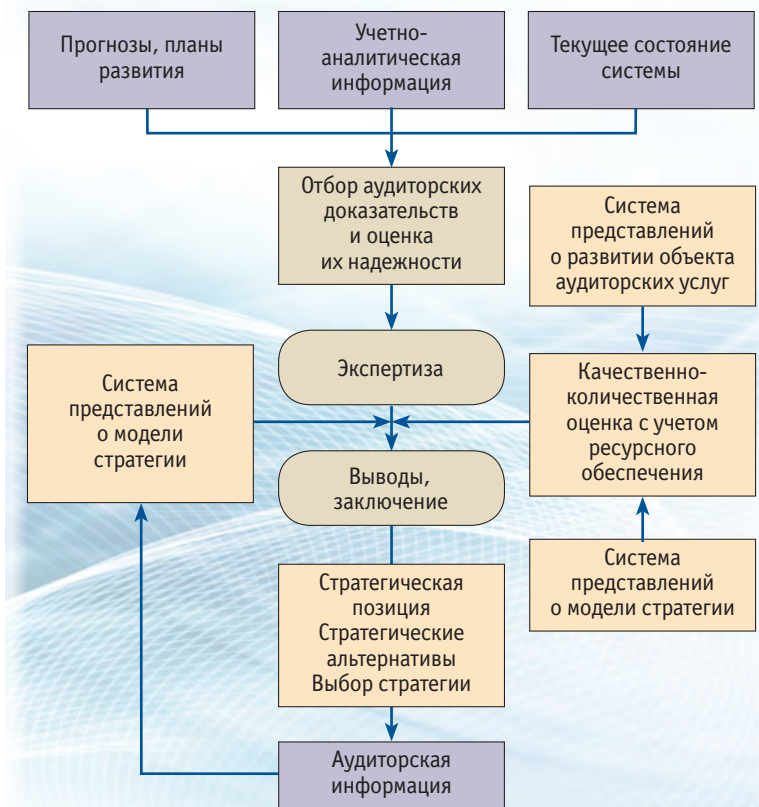 Прогнозы, планы
развития
Учетно-
аналитическая
информация
Текущее состояние
системы
Отбор аудиторских
доказательств
и оценка
их надежности
Система
представлений
о развитии объекта
аудиторских услуг
Экспертиза
Система
представлений
о модели
стратегии
Качественно-
количественная
оценка с учетом
ресурсного
обеспечения
Выводы,
заключение
Стратегическая
позиция
Стратегические
альтернативы
Выбор стратегии
Система
представлений
о модели стратегии
Аудиторская
информация